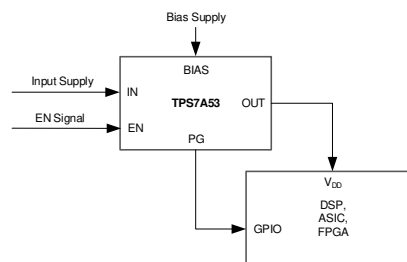 Bias Supply
BIAS
Input Supply
IN
TPS7A53
OUT
EN Signal
EN
PG
VDD
DSP,
ASIC,
FPGA
GPIO